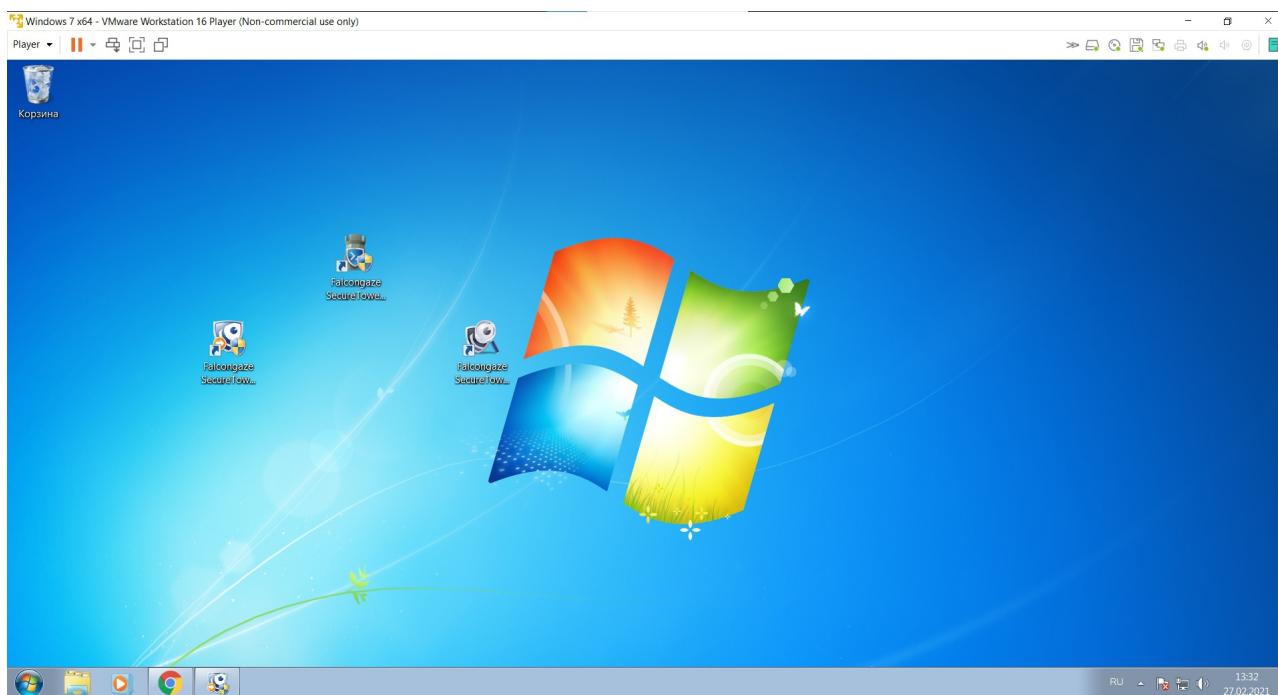 Windows 7 x64 - VMware Workstation 16 Player (Non-commercial use only)
Player
Корзина
Falcongaze
SecureTowe...
Falcongaze
SecureTow...
Falcongaze
SecureTow...
RU
13:32
27.02.2021